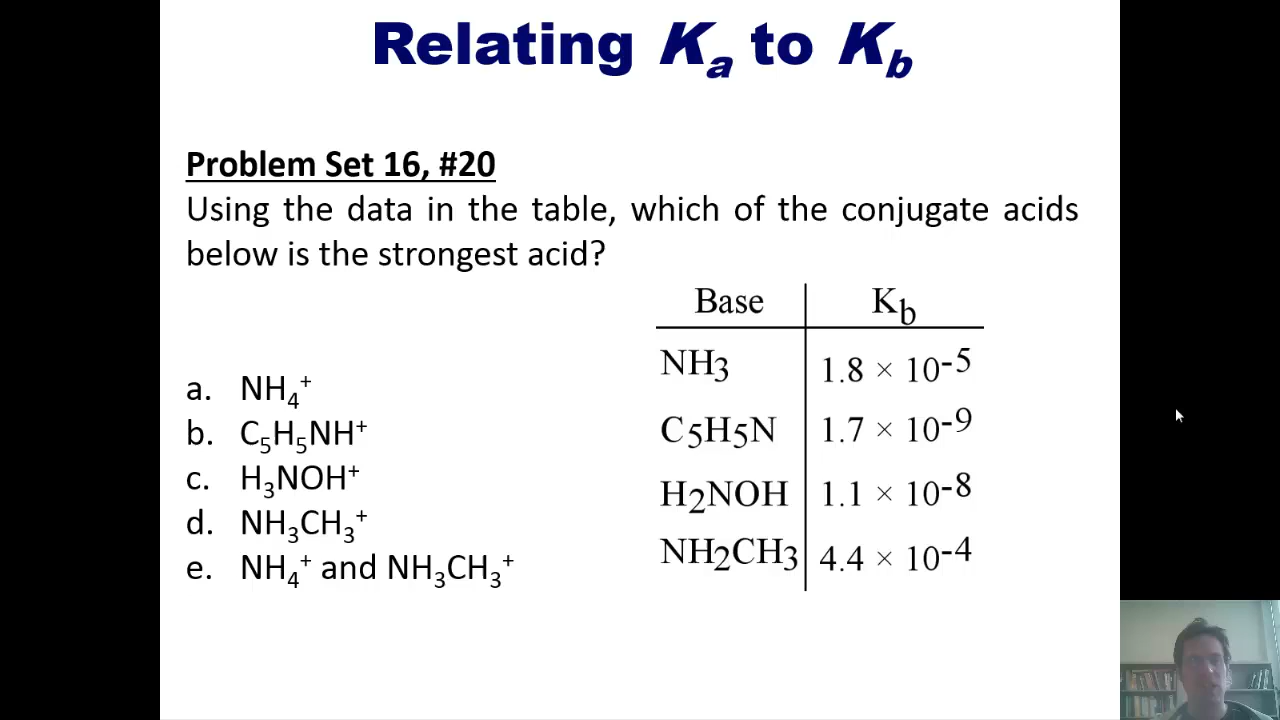 Relating Kₐ to K_b
Problem Set 16, #20
Using the data in the table, which of the conjugate acids
below is the strongest acid?
Base K_b
NH₃ 1.8 × 10⁻⁵
a. NH₄⁺
C₅H₅N 1.7 × 10⁻⁹
b. C₅H₅NH⁺
H₂NOH 1.1 × 10⁻⁸
c. H₃NOH⁺
d. NH₃CH₃⁺
NH₂CH₃ 4.4 × 10⁻⁴
e. NH₄⁺ and NH₃CH₃⁺